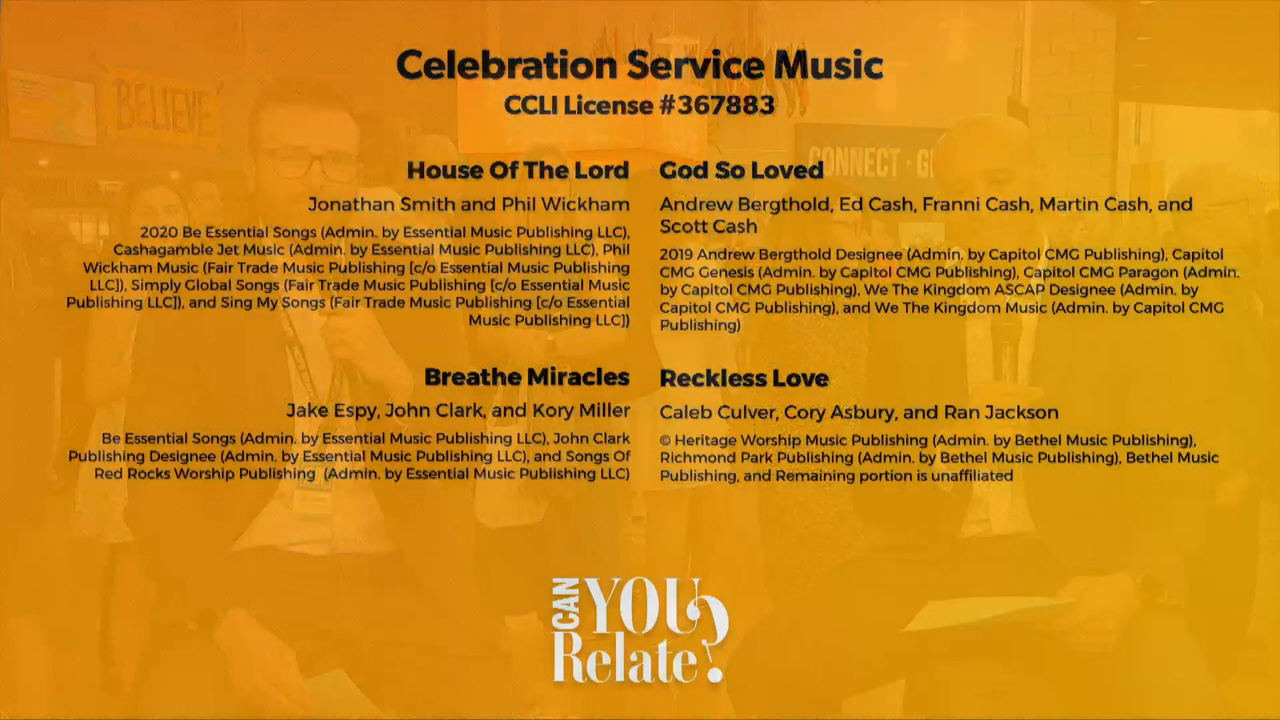 Celebration Service Music
CCLI License #367883
BELIEVE
CONNECT · G
House Of The Lord
Jonathan Smith and Phil Wickham
2020 Be Essential Songs (Admin. by Essential Music Publishing LLC),
Cashagamble Jet Music (Admin. by Essential Music Publishing LLC), Phil
Wickham Music (Fair Trade Music Publishing [c/o Essential Music Publishing
LLC]), Simply Global Songs (Fair Trade Music Publishing [c/o Essential Music
Publishing LLC]), and Sing My Songs (Fair Trade Music Publishing [c/o Essential
Music Publishing LLC])
God So Loved
Andrew Bergthold, Ed Cash, Franni Cash, Martin Cash, and
Scott Cash
2019 Andrew Bergthold Designee (Admin. by Capitol CMG Publishing), Capitol
CMG Genesis (Admin. by Capitol CMG Publishing), Capitol CMG Paragon (Admin.
by Capitol CMG Publishing), We The Kingdom ASCAP Designee (Admin. by
Capitol CMG Publishing), and We The Kingdom Music (Admin. by Capitol CMG
Publishing)
Breathe Miracles
Jake Espy, John Clark, and Kory Miller
Be Essential Songs (Admin. by Essential Music Publishing LLC), John Clark
Publishing Designee (Admin. by Essential Music Publishing LLC), and Songs Of
Red Rocks Worship Publishing (Admin. by Essential Music Publishing LLC)
Reckless Love
Caleb Culver, Cory Asbury, and Ran Jackson
© Heritage Worship Music Publishing (Admin. by Bethel Music Publishing),
Richmond Park Publishing (Admin. by Bethel Music Publishing), Bethel Music
Publishing, and Remaining portion is unaffiliated
CAN YOU
Relate?